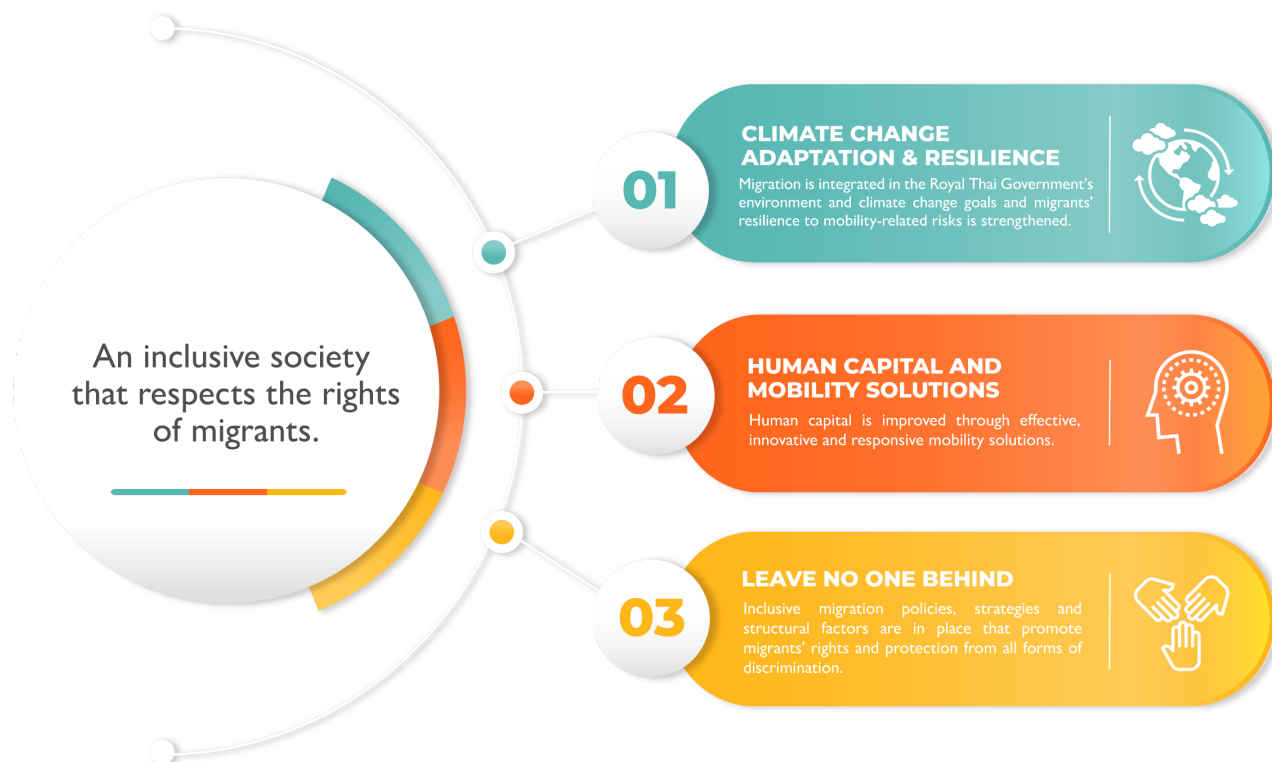 An inclusive society
that respects the rights
of migrants.
01
CLIMATE CHANGE
ADAPTATION & RESILIENCE
Migration is integrated in the Royal Thai Government's
environment and climate change goals and migrants'
resilience to mobility-related risks is strengthened.
02
HUMAN CAPITAL AND
MOBILITY SOLUTIONS
Human capital is improved through effective,
innovative and responsive mobility solutions.
03
LEAVE NO ONE BEHIND
Inclusive migration policies, strategies and
structural factors are in place that promote
migrants' rights and protection from all forms of
discrimination.